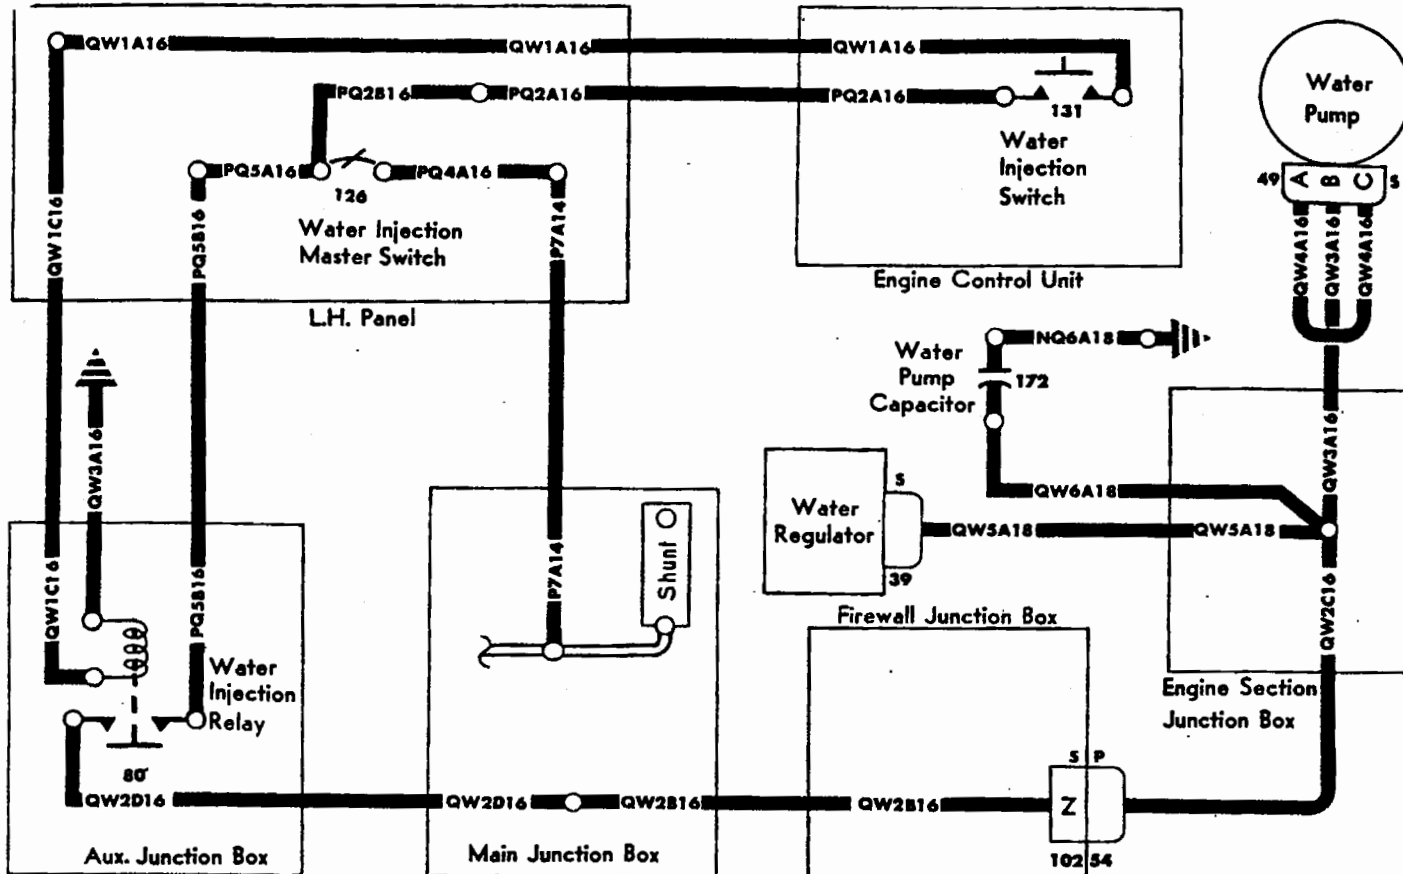 QW1A16
QW1A16
QW1A16
PQ2B16
PQ2A16
PQ2A16
131
Water
Injection
Switch
Water
Pump
49
A
B
C
S
PQ5A16
PQ4A16
126
Water Injection
Master Switch
QW1C16
PQ5B16
P7A14
QW4A16
QW3A16
QW4A16
Engine Control Unit
L.H. Panel
NQ6A18
Water
Pump
Capacitor
172
QW3A16
QW3A16
QW6A18
S
Water
Regulator
QW5A18
QW5A18
39
Shunt
P7A14
QW1C16
PQ5B16
QW2C16
Firewall Junction Box
Water
Injection
Relay
Engine Section
Junction Box
80
S
P
QW2D16
QW2D16
QW2B16
QW2B16
Z
Aux. Junction Box
Main Junction Box
102
54